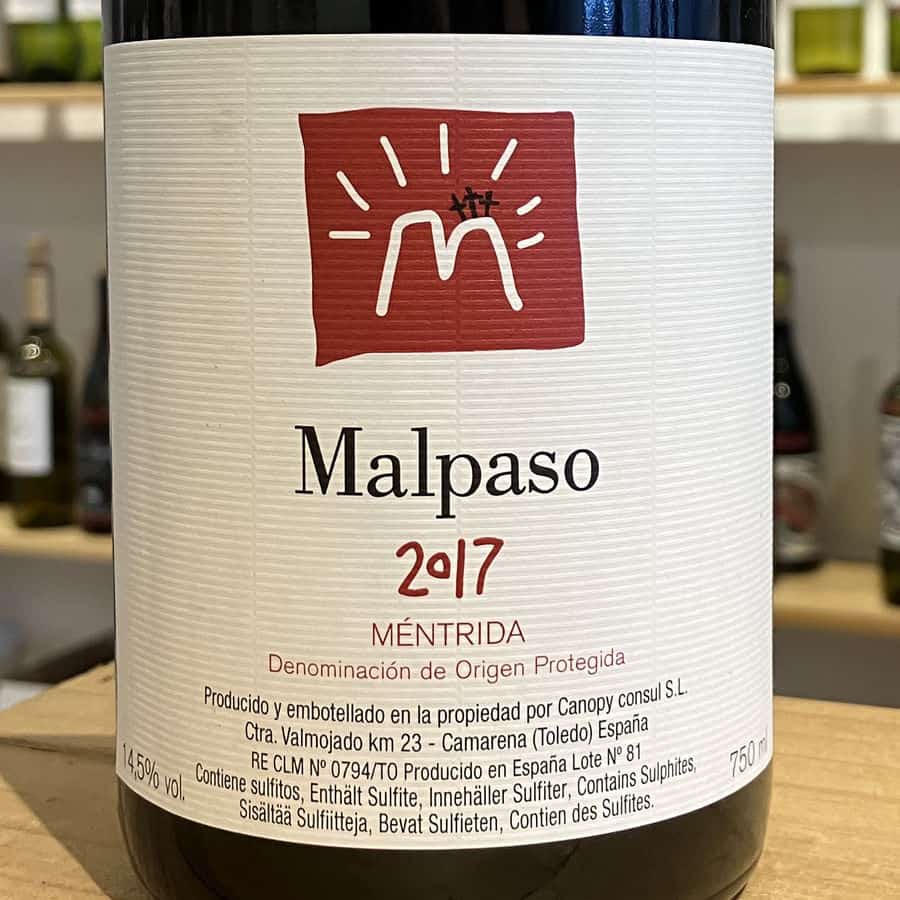 Malpaso
2017
MÉNTRIDA
Denominación de Origen Protegida
Producido y embotellado en la propiedad por Canopy consul S.L.
Ctra. Valmojado km 23 - Camarena (Toledo) España
RE CLM Nº 0794/TO Producido en España Lote Nº 81
14,5% vol.
750 ml
Contiene sulfitos, Enthält Sulfite, Innehäller Sulfiter, Contains Sulphites,
Sisältää Sulfiitteja, Bevat Sulfieten, Contien des Sulfites.